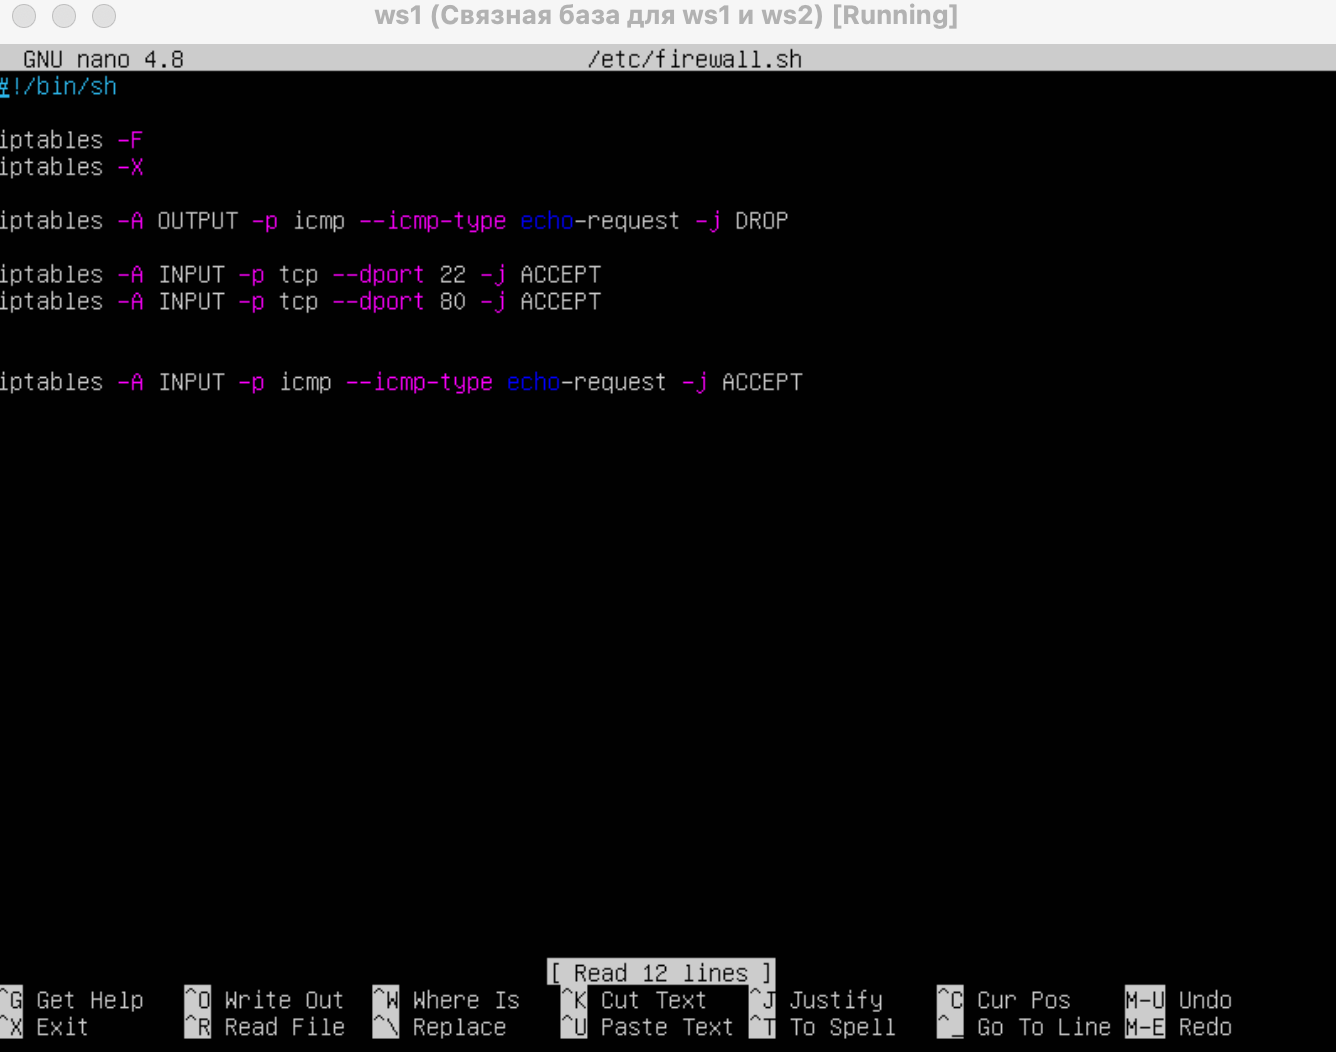 ws1 (Связная база для ws1 и ws2) [Running]
GNU nano 4.8 /etc/firewall.sh
#!/bin/sh
iptables -F
iptables -X
iptables -A OUTPUT -p icmp --icmp-type echo-request -j DROP
iptables -A INPUT -p tcp --dport 22 -j ACCEPT
iptables -A INPUT -p tcp --dport 80 -j ACCEPT
iptables -A INPUT -p icmp --icmp-type echo-request -j ACCEPT
[ Read 12 lines ]
^G Get Help ^O Write Out ^W Where Is ^K Cut Text ^J Justify ^C Cur Pos M-U Undo
^X Exit ^R Read File ^\ Replace ^U Paste Text ^T To Spell ^_ Go To Line M-E Redo